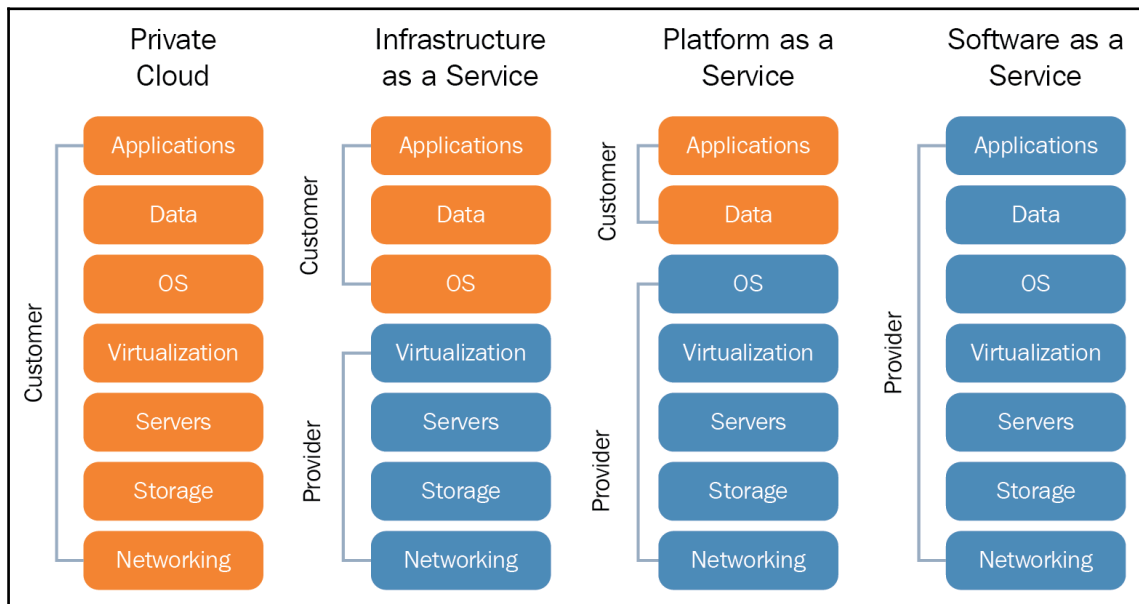 Private
Cloud
Customer
Applications
Data
OS
Virtualization
Servers
Storage
Networking
Infrastructure
as a Service
Customer
Applications
Data
OS
Provider
Virtualization
Servers
Storage
Networking
Platform as a
Service
Customer
Applications
Data
Provider
OS
Virtualization
Servers
Storage
Networking
Software as a
Service
Provider
Applications
Data
OS
Virtualization
Servers
Storage
Networking